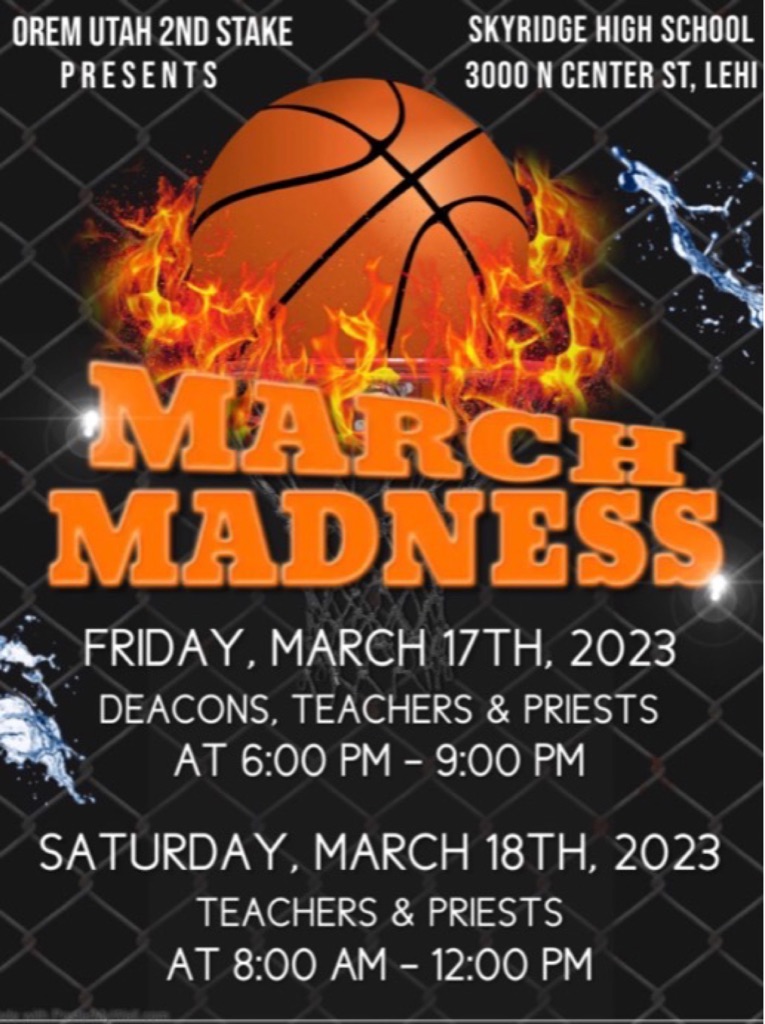 OREM UTAH 2ND STAKE
PRESENTS
SKYRIDGE HIGH SCHOOL
3000 N CENTER ST, LEHI
MARCH
MADNESS
FRIDAY, MARCH 17TH, 2023
DEACONS, TEACHERS & PRIESTS
AT 6:00 PM – 9:00 PM
SATURDAY, MARCH 18TH, 2023
TEACHERS & PRIESTS
AT 8:00 AM – 12:00 PM